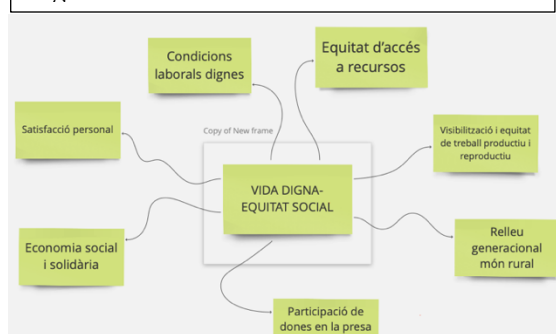 Condicions
laborals dignes
Equitat d'accés
a recursos
Satisfacció personal
Copy of New frame
Visibilització i equitat
de treball productiu i
reproductiu
VIDA DIGNA-
EQUITAT SOCIAL
Economia social
i solidària
Relleu
generacional
món rural
Participació de
dones en la presa